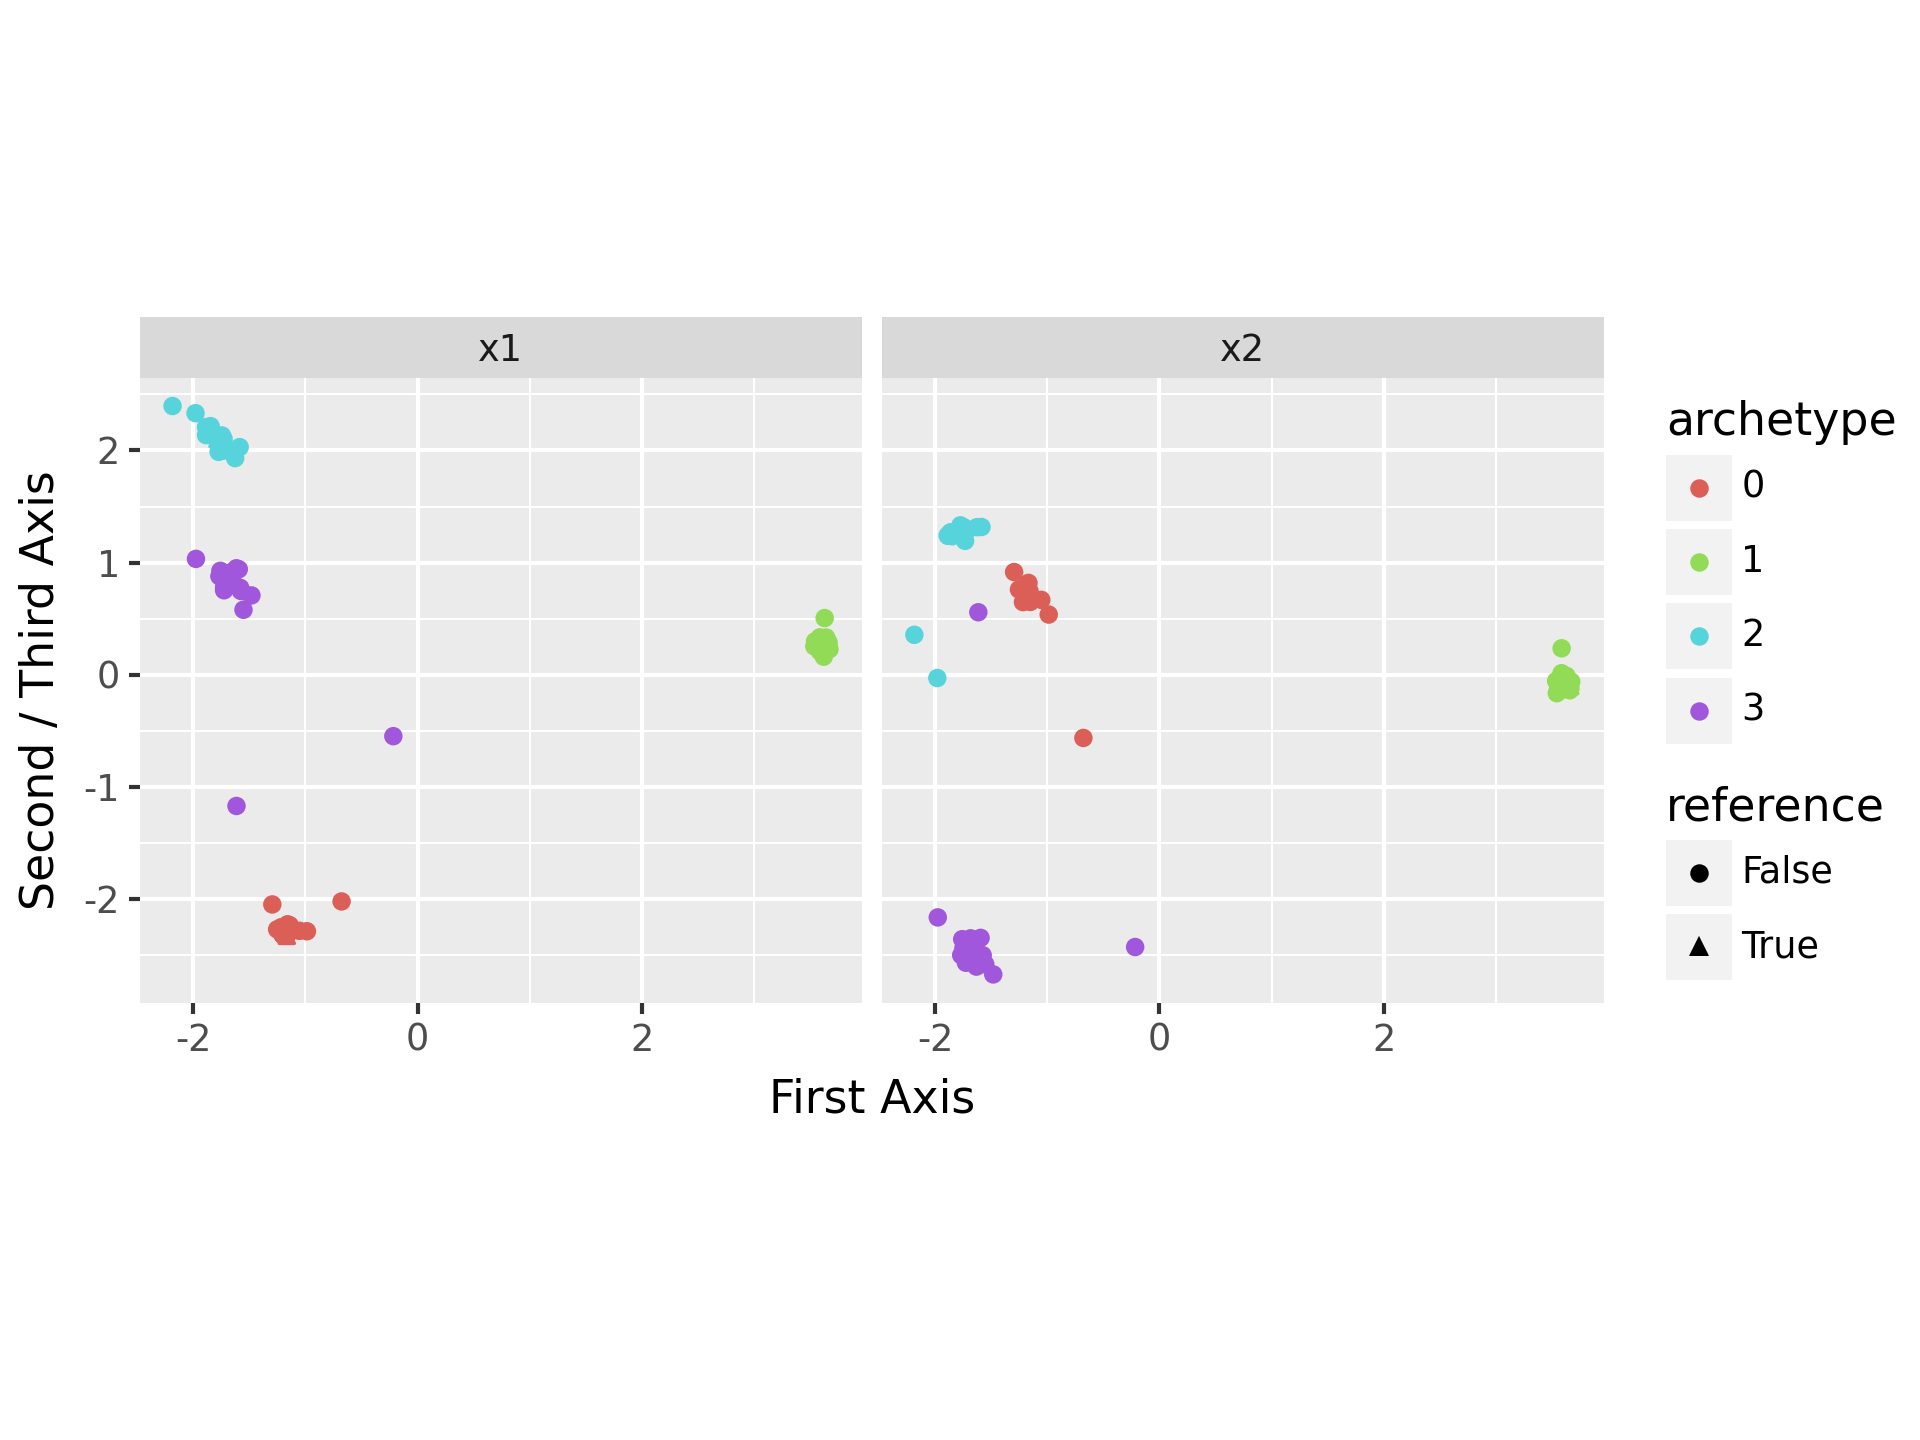 x1
x2
2
1
0
-1
-2
Second / Third Axis
-2
0
2
-2
0
2
First Axis
archetype
0
1
2
3
reference
False
True